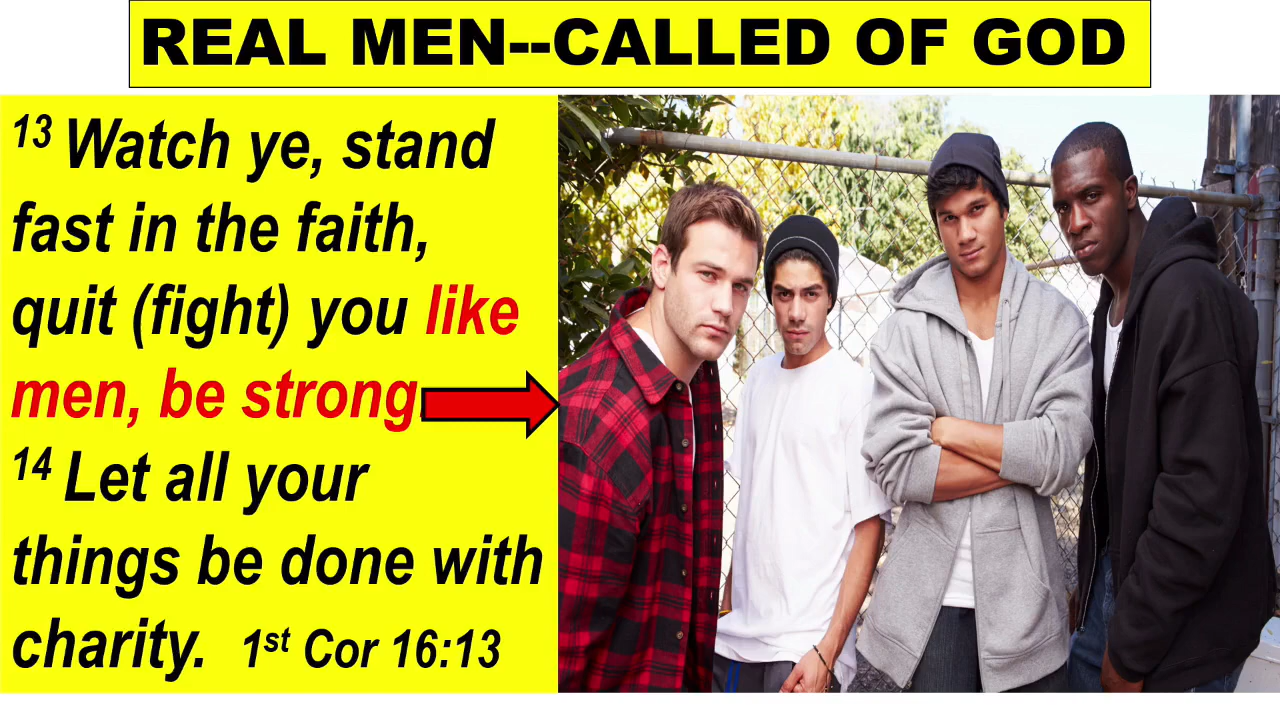 REAL MEN--CALLED OF GOD
13 Watch ye, stand
fast in the faith,
quit (fight) you like
men, be strong.
14 Let all your
things be done with
charity. 1st Cor 16:13